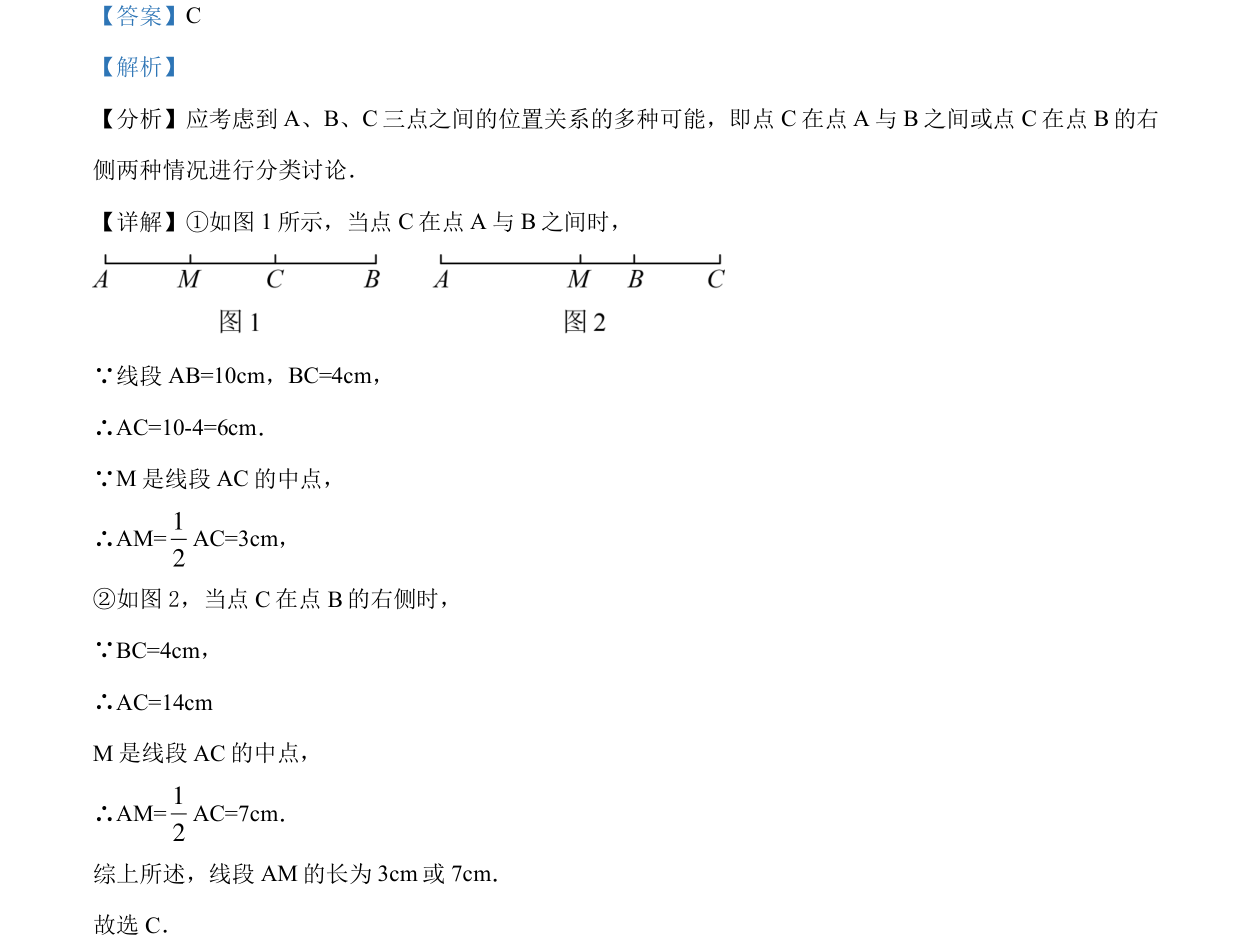 【答案】C
【解析】
【分析】应考虑到 A、B、C 三点之间的位置关系的多种可能，即点 C 在点 A 与 B 之间或点 C 在点 B 的右
侧两种情况进行分类讨论．
【详解】①如图 1 所示，当点 C 在点 A 与 B 之间时，
A M C B A M B C
图 1 图 2
∵线段 AB=10cm，BC=4cm，
∴AC=10-4=6cm．
∵M 是线段 AC 的中点，
∴AM=\frac{1}{2}AC=3cm，
②如图 2，当点 C 在点 B 的右侧时，
∵BC=4cm，
∴AC=14cm
M 是线段 AC 的中点，
∴AM=\frac{1}{2}AC=7cm．
综上所述，线段 AM 的长为 3cm 或 7cm．
故选 C．